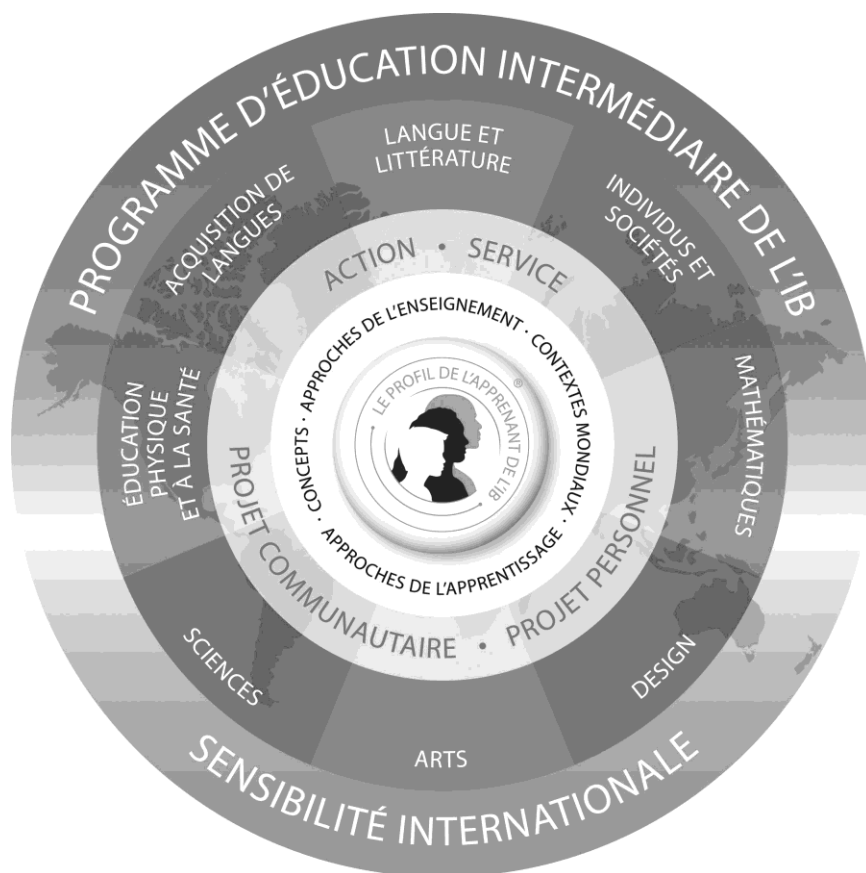 PROGRAMME D'ÉDUCATION INTERMÉDIAIRE DE L'IB
LANGUE ET
LITTÉRATURE
ACQUISITION DE
LANGUES
INDIVIDUS ET
SOCIÉTÉS
ACTION • SERVICE
APPROCHES DE L'ENSEIGNEMENT · CONTEXTES MONDIAUX ·
LE PROFIL DE L'APPRENANT DE L'IB
®
ÉDUCATION
PHYSIQUE
ET À LA SANTÉ
MATHÉMATIQUES
APPROCHES DE L'APPRENTISSAGE · CONCEPTS ·
PROJET COMMUNAUTAIRE • PROJET PERSONNEL
SCIENCES
DESIGN
ARTS
SENSIBILITÉ INTERNATIONALE